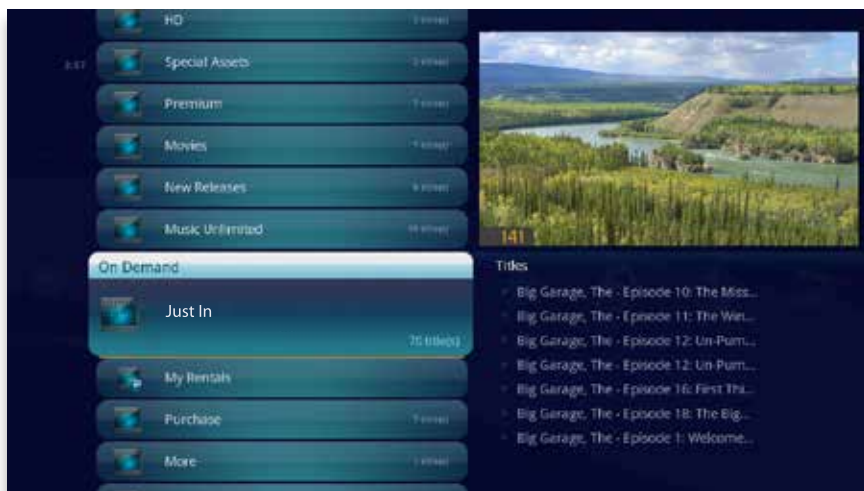 HD
Special Assets
Premium
Movies
New Releases
Music Unlimited
On Demand
Just In
75 title(s)
My Rentals
Purchase
More
141
Titles
Big Garage, The - Episode 10: The Miss...
Big Garage, The - Episode 11: The Win...
Big Garage, The - Episode 12: Un-Pum...
Big Garage, The - Episode 12: Un-Pum...
Big Garage, The - Episode 16: First Thi...
Big Garage, The - Episode 18: The Big...
Big Garage, The - Episode 1: Welcome...